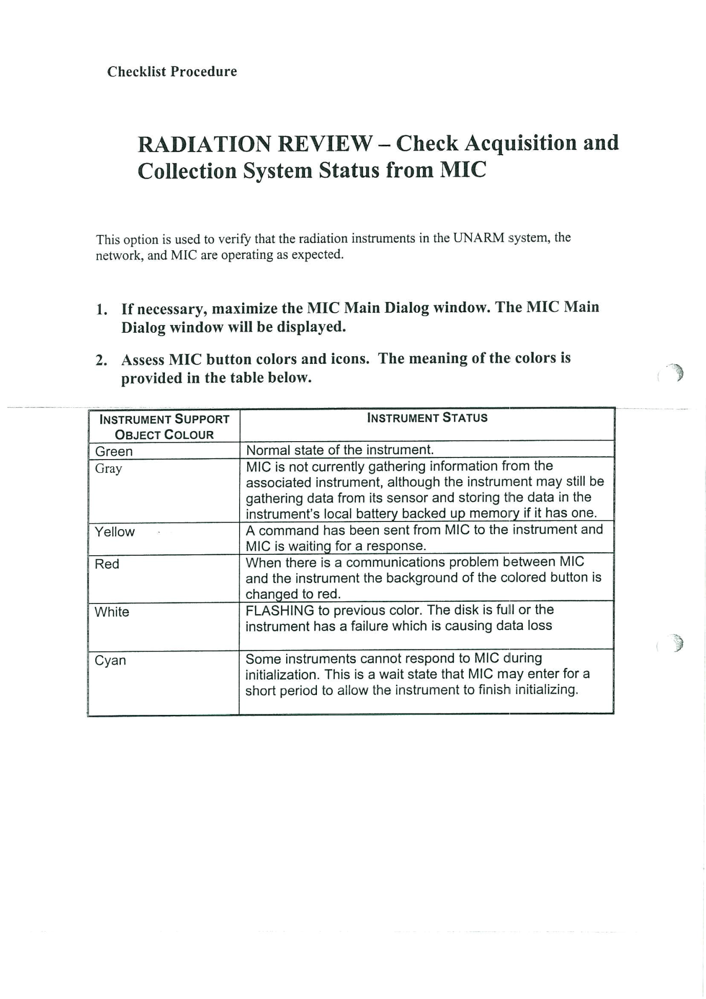 Checklist Procedure
RADIATION REVIEW – Check Acquisition and
Collection System Status from MIC
This option is used to verify that the radiation instruments in the UNARM system, the
network, and MIC are operating as expected.
1. If necessary, maximize the MIC Main Dialog window. The MIC Main
Dialog window will be displayed.
2. Assess MIC button colors and icons. The meaning of the colors is
provided in the table below.
INSTRUMENT SUPPORT
OBJECT COLOUR
INSTRUMENT STATUS
Green
Normal state of the instrument.
Gray
MIC is not currently gathering information from the
associated instrument, although the instrument may still be
gathering data from its sensor and storing the data in the
instrument's local battery backed up memory if it has one.
Yellow
A command has been sent from MIC to the instrument and
MIC is waiting for a response.
Red
When there is a communications problem between MIC
and the instrument the background of the colored button is
changed to red.
White
FLASHING to previous color. The disk is full or the
instrument has a failure which is causing data loss
Cyan
Some instruments cannot respond to MIC during
initialization. This is a wait state that MIC may enter for a
short period to allow the instrument to finish initializing.